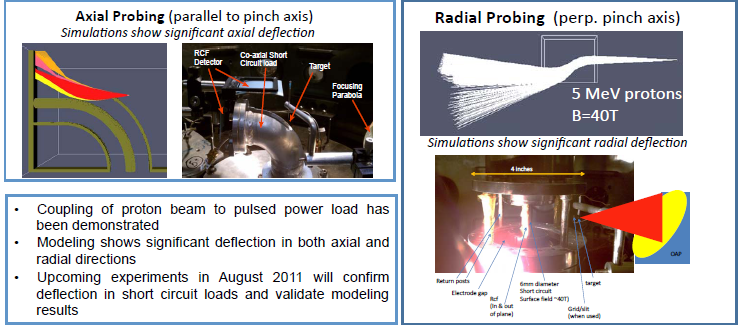 Axial Probing (parallel to pinch axis)
Simulations show significant axial deflection
RCF
Detector
Co-axial Short
Circuit load
Target
Focusing
Parabola
• Coupling of proton beam to pulsed power load has
been demonstrated
• Modeling shows significant deflection in both axial and
radial directions
• Upcoming experiments in August 2011 will confirm
deflection in short circuit loads and validate modeling
results
Radial Probing (perp. pinch axis)
5 MeV protons
B=40T
Simulations show significant radial deflection
4 inches
OAP
Return posts
Electrode gap
Rcf
(in & out
of plane)
6mm diameter
Short circuit
Surface field ~40T)
target
Grid/slit
(when used)